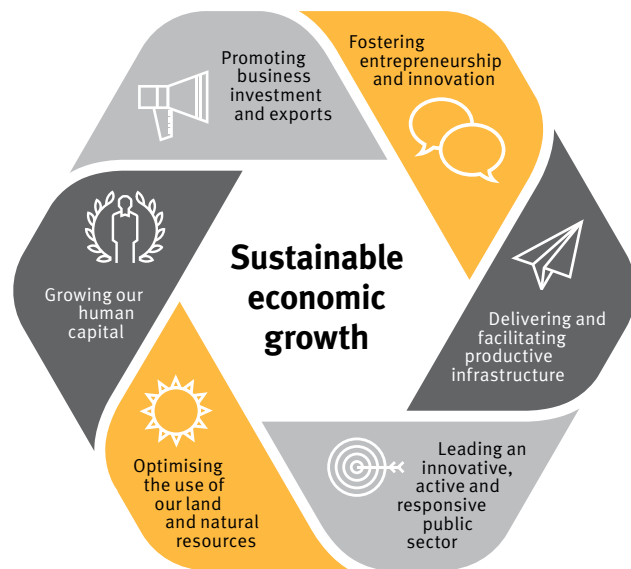 Promoting
business
investment
and exports
Fostering
entrepreneurship
and innovation
Delivering and
facilitating
productive
infrastructure
Leading an
innovative,
active and
responsive
public
sector
Optimising
the use of
our land
and natural
resources
Growing our
human
capital
Sustainable
economic
growth